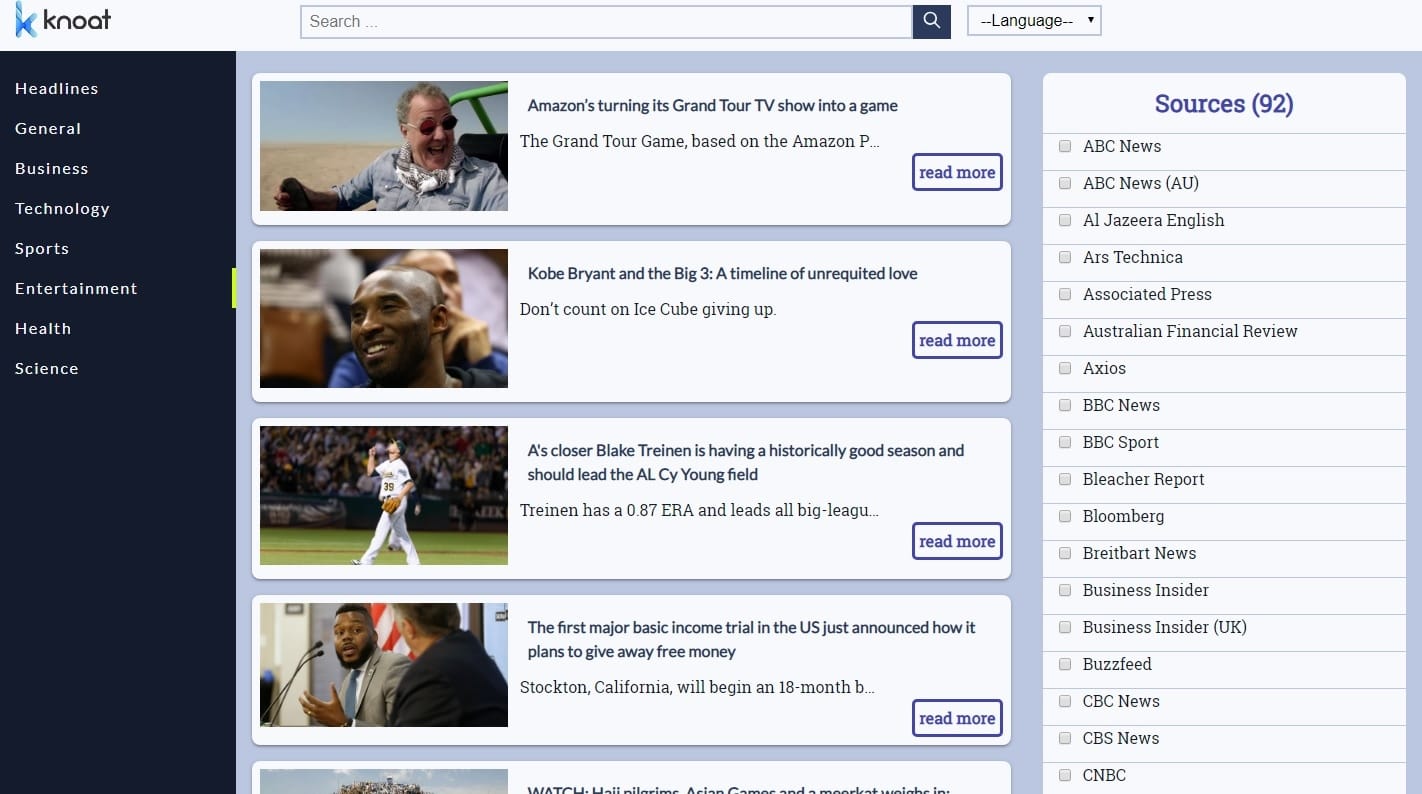 knoat
Search ...
--Language--
Headlines
General
Business
Technology
Sports
Entertainment
Health
Science
Amazon's turning its Grand Tour TV show into a game
The Grand Tour Game, based on the Amazon P...
read more
Kobe Bryant and the Big 3: A timeline of unrequited love
Don’t count on Ice Cube giving up.
read more
A's closer Blake Treinen is having a historically good season and
should lead the AL Cy Young field
39
Treinen has a 0.87 ERA and leads all big-leagu...
read more
The first major basic income trial in the US just announced how it
plans to give away free money
Stockton, California, will begin an 18-month b...
read more
WATCH: Hajj pilgrims, Asian Games and a meerkat weighs in:
Sources (92)
ABC News
ABC News (AU)
Al Jazeera English
Ars Technica
Associated Press
Australian Financial Review
Axios
BBC News
BBC Sport
Bleacher Report
Bloomberg
Breitbart News
Business Insider
Business Insider (UK)
Buzzfeed
CBC News
CBS News
CNBC